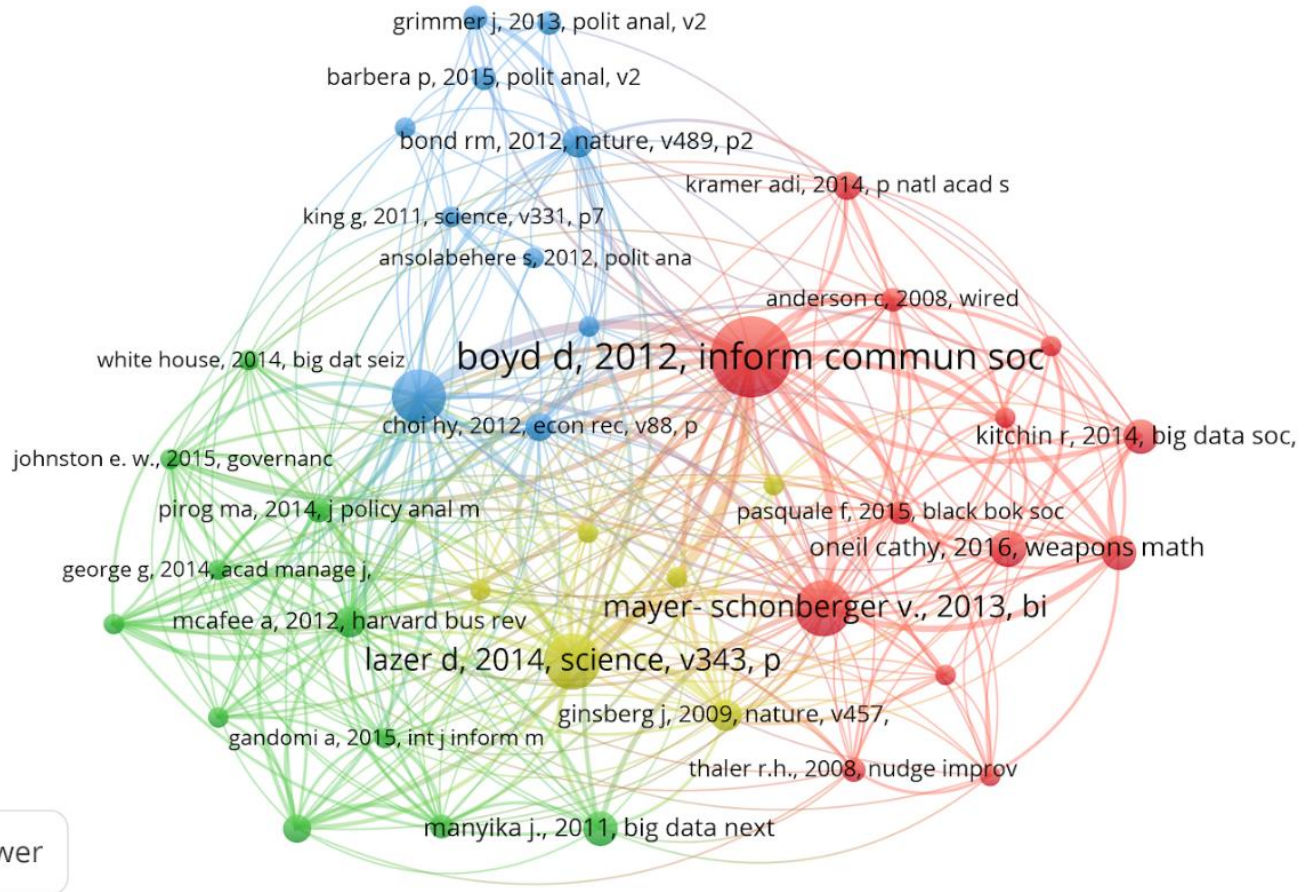 grimmer j, 2013, polit anal, v2
barbera p, 2015, polit anal, v2
bond rm, 2012, nature, v489, p2
kramer adi, 2014, p natl acad s
king g, 2011, science, v331, p7
ansolabehere s, 2012, polit ana
anderson c, 2008, wired
boyd d, 2012, inform commun soc
white house, 2014, big dat seiz
choi hy, 2012, econ rec, v88, p
kitchin r, 2014, big data soc,
johnston e. w., 2015, governanc
pirog ma, 2014, j policy anal m
pasquale f, 2015, black bok soc
oneil cathy, 2016, weapons math
george g, 2014, acad manage j,
mayer- schonberger v., 2013, bi
mcafee a, 2012, harvard bus rev
lazer d, 2014, science, v343, p
ginsberg j, 2009, nature, v457,
gandomi a, 2015, int j inform m
thaler r.h., 2008, nudge improv
manyika j., 2011, big data next
wer